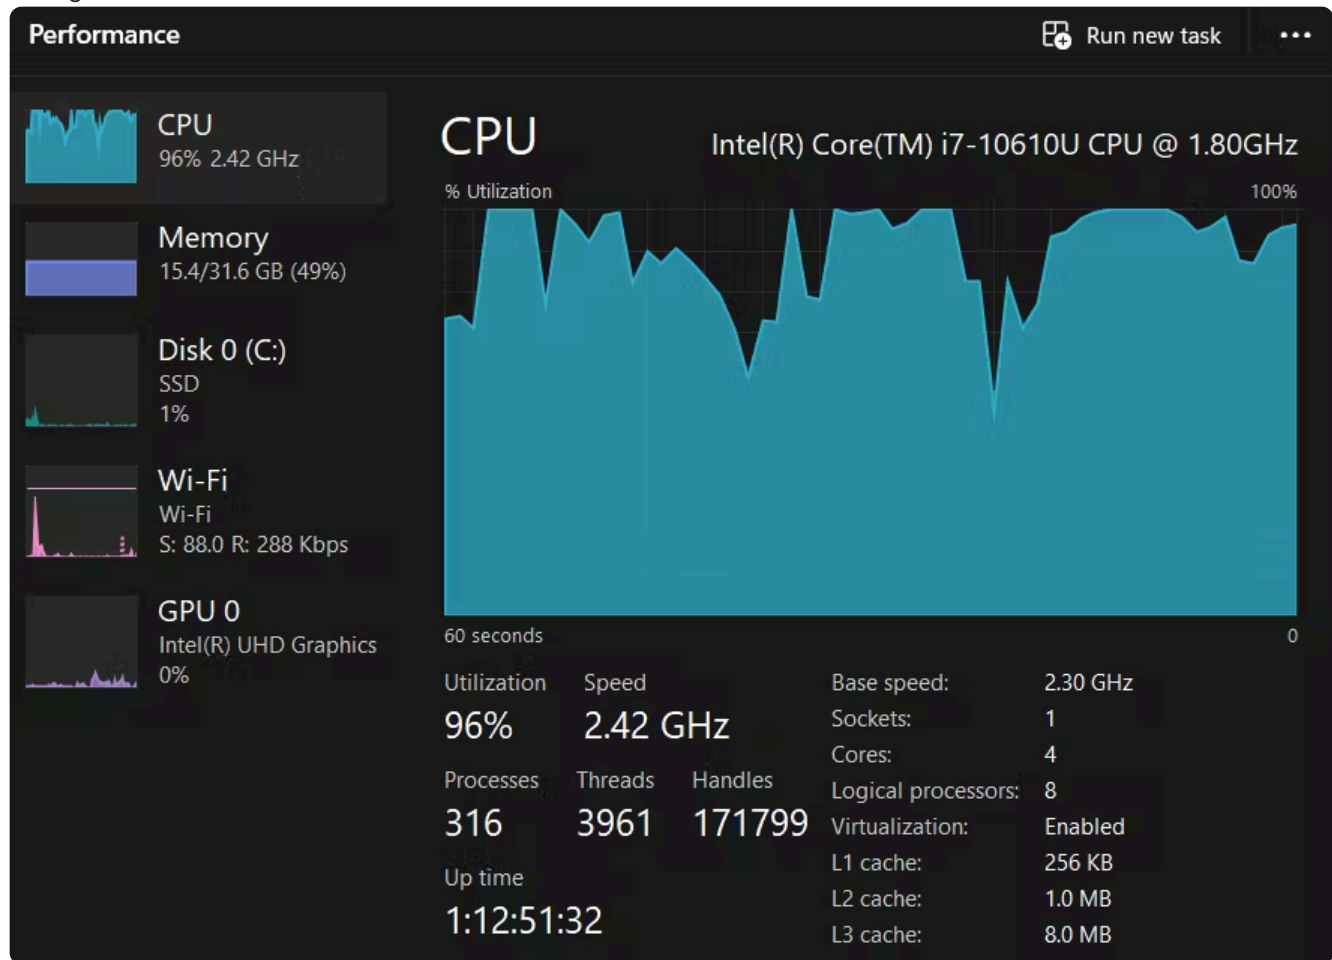 Performance
Run new task
CPU
96% 2.42 GHz
Memory
15.4/31.6 GB (49%)
Disk 0 (C:)
SSD
1%
Wi-Fi
Wi-Fi
S: 88.0 R: 288 Kbps
GPU 0
Intel(R) UHD Graphics
0%
CPU
Intel(R) Core(TM) i7-10610U CPU @ 1.80GHz
% Utilization 100%
60 seconds 0
Utilization Speed
96% 2.42 GHz
Processes Threads Handles
316 3961 171799
Up time
1:12:51:32
Base speed: 2.30 GHz
Sockets: 1
Cores: 4
Logical processors: 8
Virtualization: Enabled
L1 cache: 256 KB
L2 cache: 1.0 MB
L3 cache: 8.0 MB